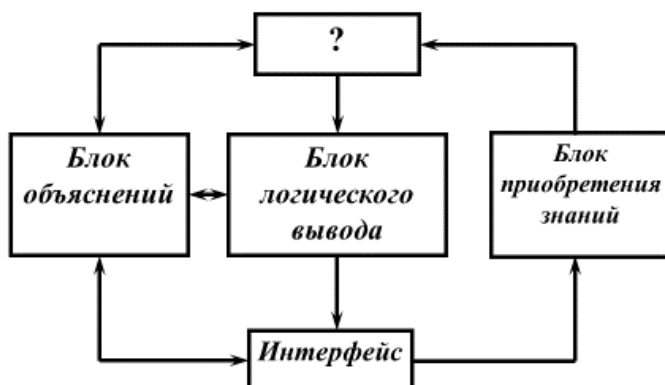 ?
Блок
объяснений
Блок
логического
вывода
Блок
приобретения
знаний
Интерфейс